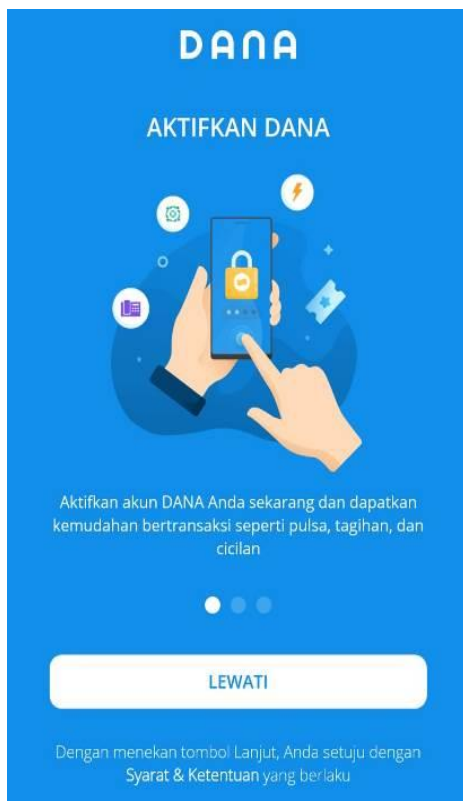 DANA
AKTIFKAN DANA
Aktifkan akun DANA Anda sekarang dan dapatkan
kemudahan bertransaksi seperti pulsa, tagihan, dan
cicilan
LEWATI
Dengan menekan tombol Lanjut, Anda setuju dengan
Syarat & Ketentuan yang berlaku